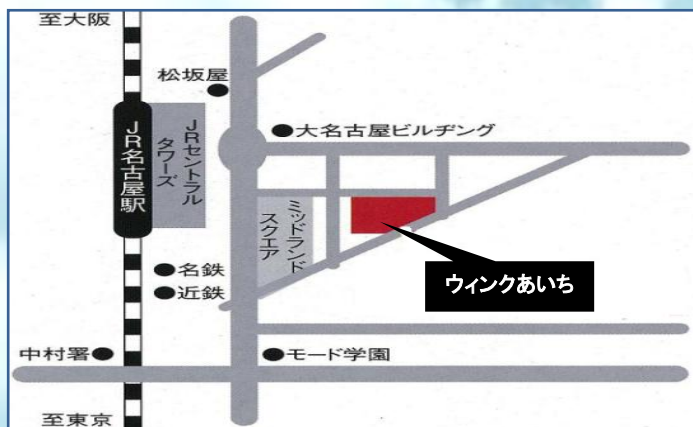 至大阪
松坂屋
大名古屋ビルヂング
JR名古屋駅
JRセントラル
タワーズ
ミッドランド
スクエア
名鉄
近鉄
ウィンクあいち
中村署
モード学園
至東京